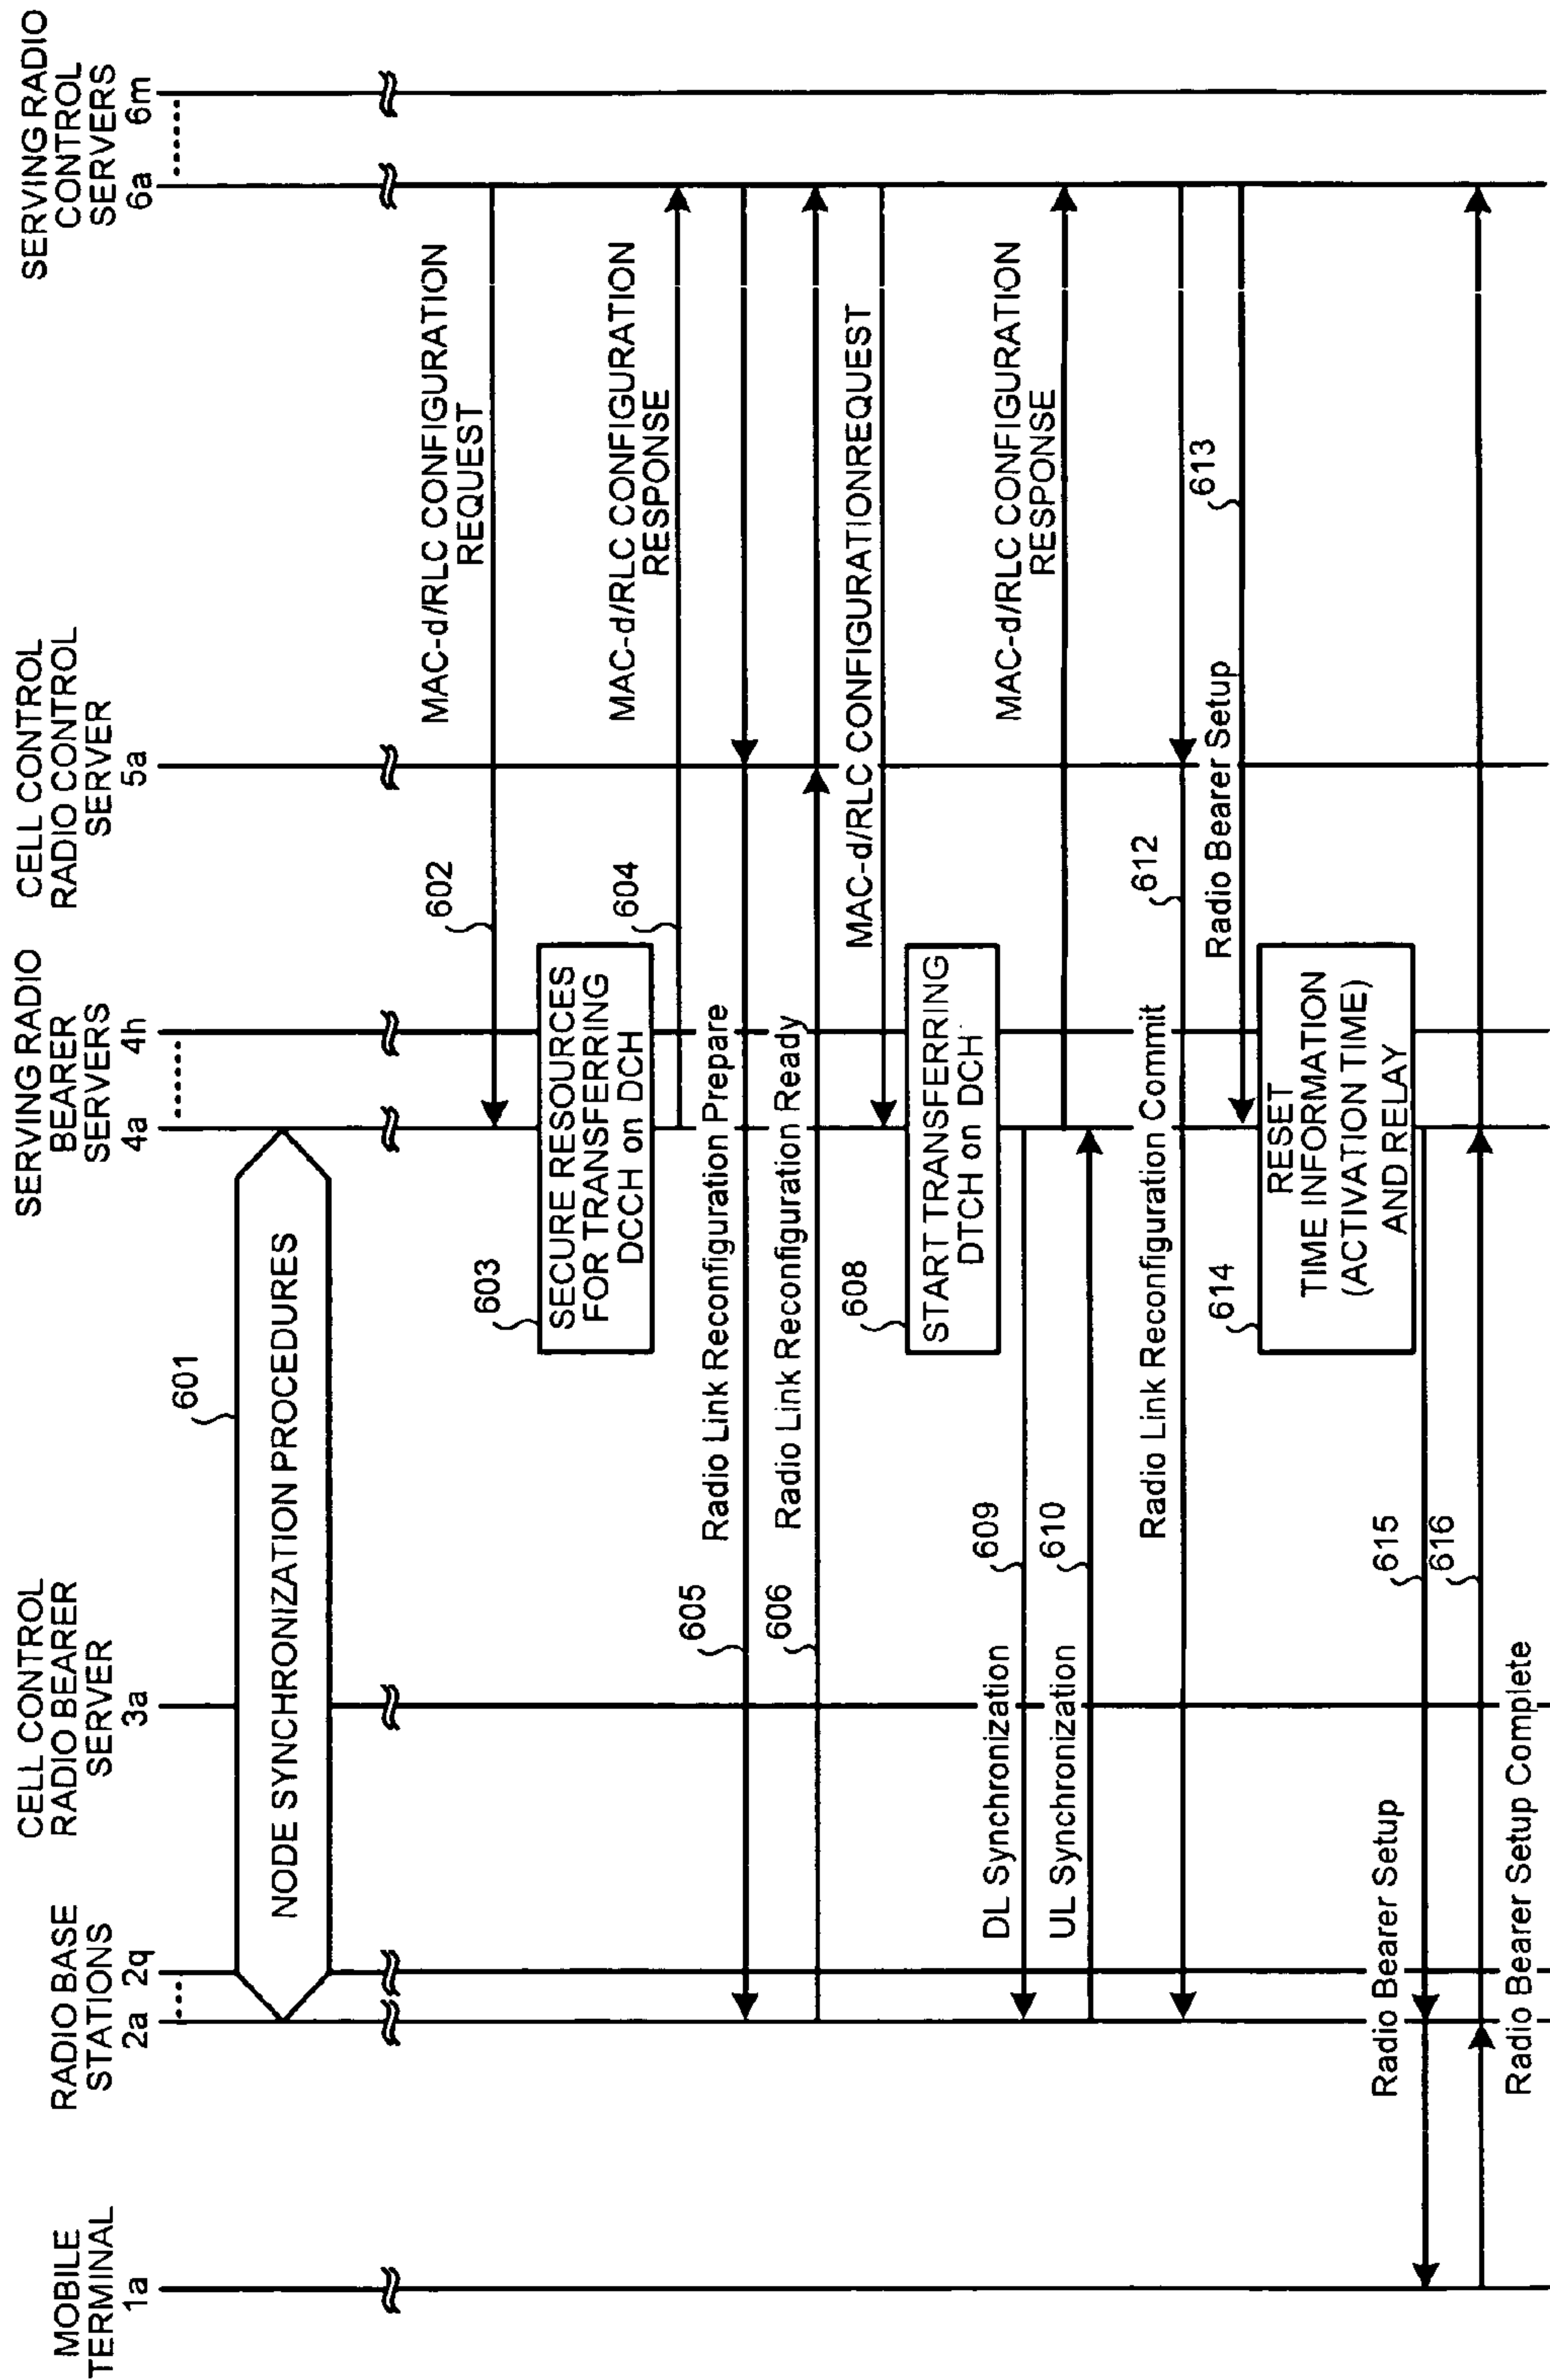 MOBILE
TERMINAL
1a
RADIO BASE
STATIONS
2a
2q
CELL CONTROL
RADIO BEARER
SERVER
3a
SERVING RADIO
BEARER
SERVERS
4a
4h
CELL CONTROL
RADIO CONTROL
SERVER
5a
SERVING RADIO
CONTROL
SERVERS
6a
6m
601
NODE SYNCHRONIZATION PROCEDURES
MAC-d/RLC CONFIGURATION
REQUEST
602
603
SECURE RESOURCES
FOR TRANSFERRING
DCCH on DCH
604
MAC-d/RLC CONFIGURATION
RESPONSE
605
Radio Link Reconfiguration Prepare
606
Radio Link Reconfiguration Ready
MAC-d/RLC CONFIGURATIONREQUEST
608
START TRANSFERRING
DTCH on DCH
DL Synchronization
609
MAC-d/RLC CONFIGURATION
RESPONSE
UL Synchronization
610
Radio Link Reconfiguration Commit
612
Radio Bearer Setup
613
614
RESET
TIME INFORMATION
(ACTIVATION TIME)
AND RELAY
Radio Bearer Setup
615
616
Radio Bearer Setup Complete